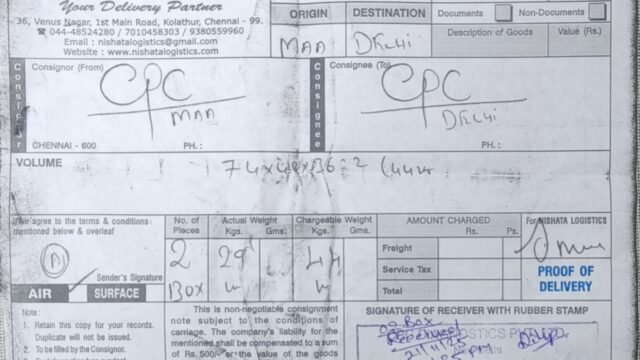 Your Delivery Partner
36, Venus Nagar, 1st Main Road, Kolathur, Chennai - 99.
☎ 044-48524280 / 7010458303 / 9380559960
Email : nishatalogistics@gmail.com
Website : www.nishatalogistics.com
ORIGIN
DESTINATION
Documents
Non-Documents
MAA
Delhi
Description of Goods
Value (Rs.)
Consignor
Consignor (From)
CPC
MAA
CHENNAI - 600
PH. :
Consignee
Consignee (To)
CPC
Delhi
PH. :
VOLUME
If/We agree to the terms & conditions
mentioned below & overleaf
Sender's Signature
AIR
SURFACE
No. of Pieces
Actual Weight
Kgs. Gms.
Chargeable Weight
Kgs. Gms.
2
Box
29
44
AMOUNT CHARGED
Rs. Ps.
Freight
Service Tax
Total
For NISHATA LOGISTICS
PROOF OF
DELIVERY
Note :
1. Retain this copy for your records.
Duplicate will not be issued.
2. To be filled by the Consignor.
This is non-negotiable consignment
note subject to the conditions of
carriage. The company's liability for the
mentioned shall be compensated to a sum
of Rs. 500/- or the value of the goods
SIGNATURE OF RECEIVER WITH RUBBER STAMP
02 Box
Received